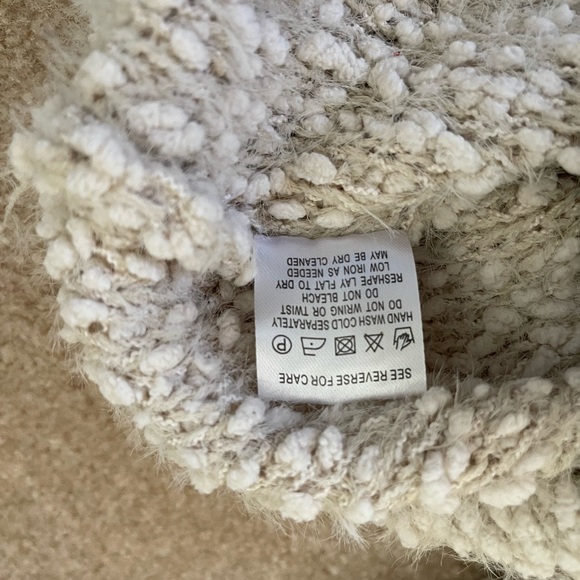 SEE REVERSE FOR CARE
HAND WASH COLD SEPARATELY
DO NOT WRING OR TWIST
DO NOT BLEACH
RESHAPE LAY FLAT TO DRY
LOW IRON AS NEEDED
MAY BE DRY CLEANED